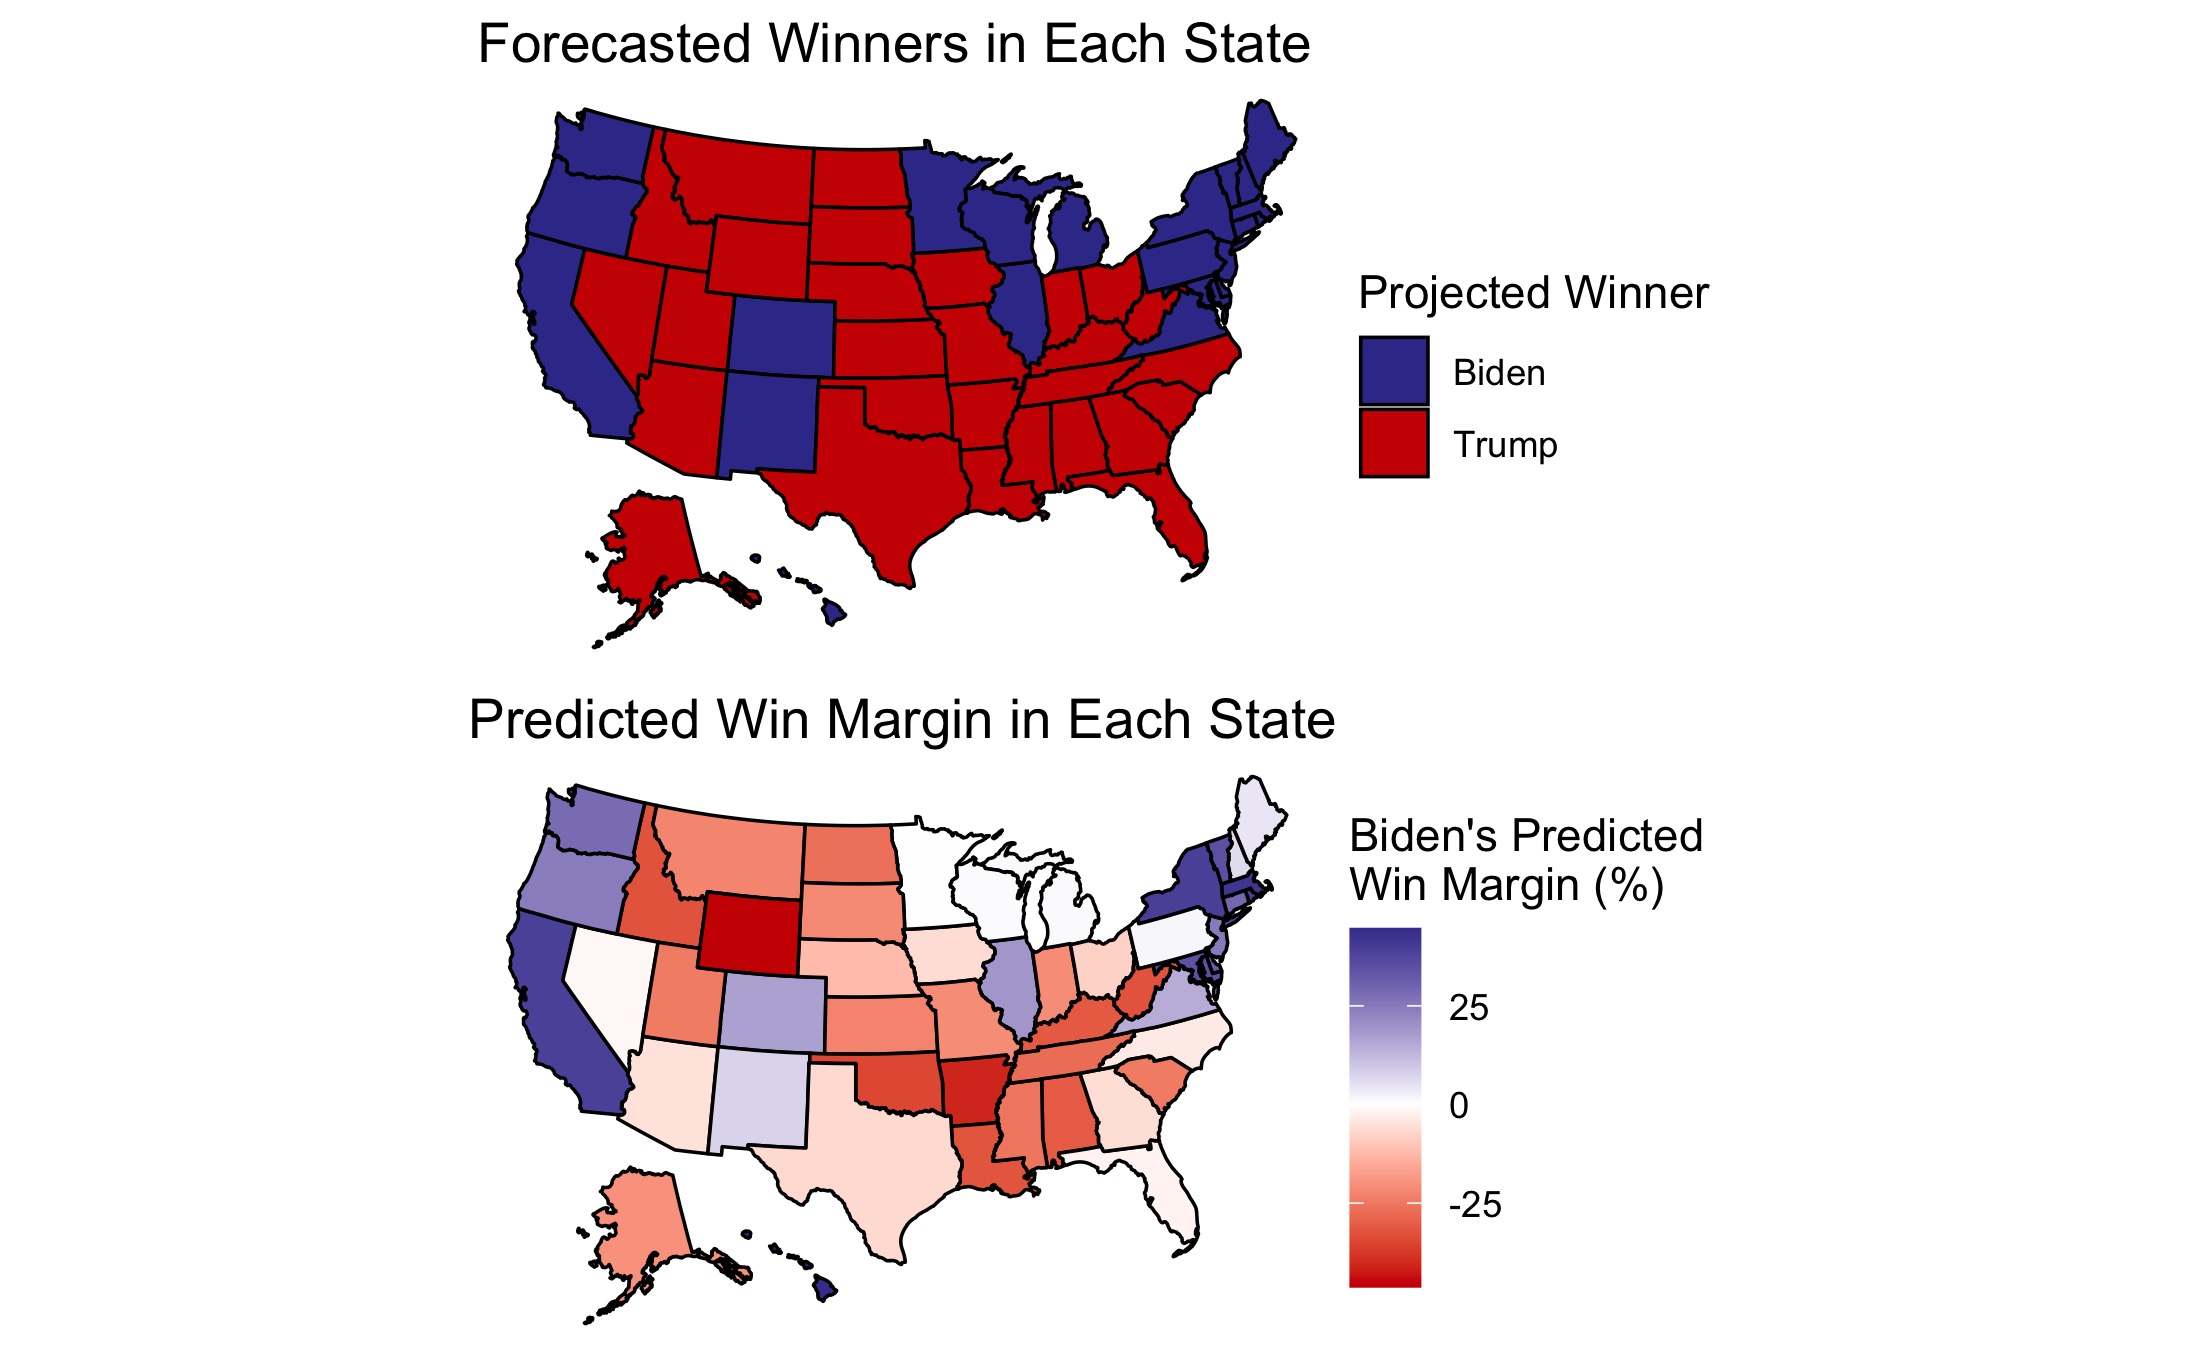 Forecasted Winners in Each State
Projected Winner
Biden
Trump
Predicted Win Margin in Each State
Biden's Predicted
Win Margin (%)
25
0
-25